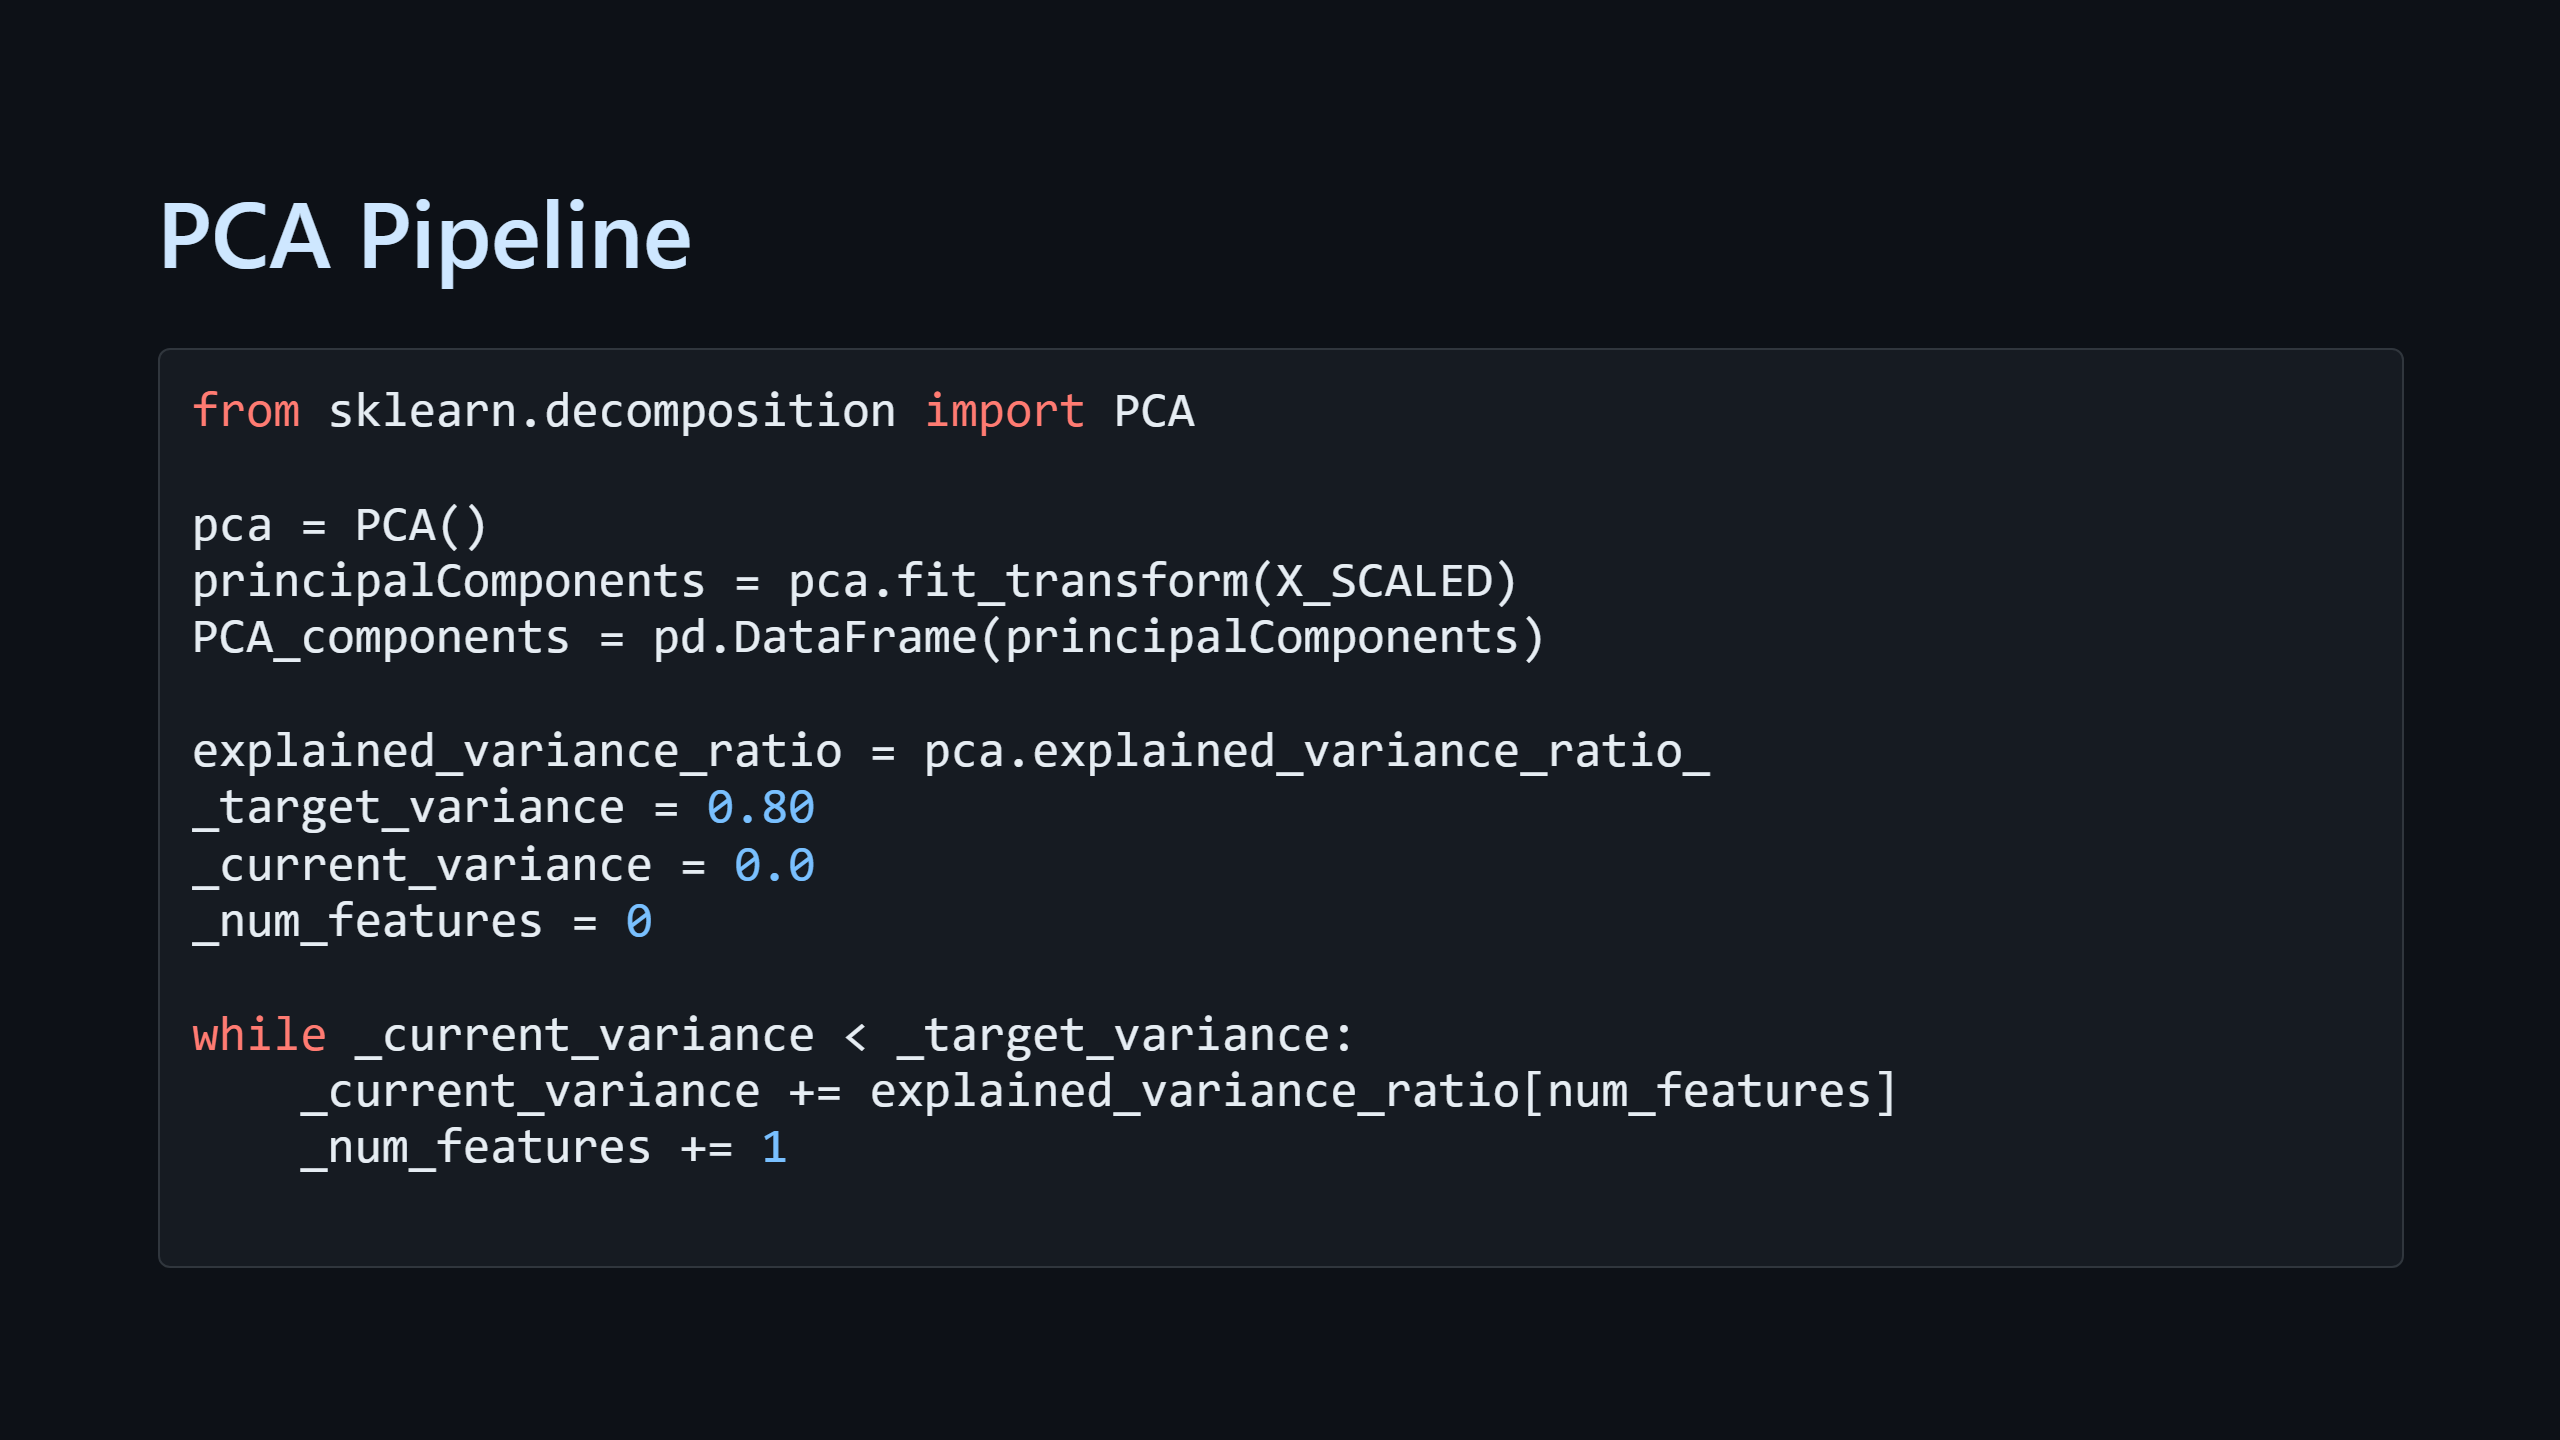 PCA Pipeline
from sklearn.decomposition import PCA
pca = PCA()
principalComponents = pca.fit_transform(X_SCALED)
PCA_components = pd.DataFrame(principalComponents)
explained_variance_ratio = pca.explained_variance_ratio_
_target_variance = 0.80
_current_variance = 0.0
_num_features = 0
while _current_variance < _target_variance:
    _current_variance += explained_variance_ratio[num_features]
    _num_features += 1